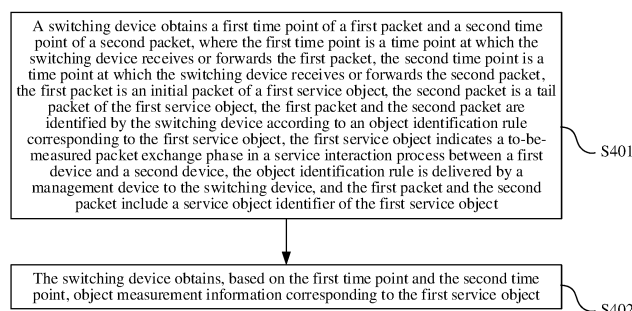 A switching device obtains a first time point of a first packet and a second time
point of a second packet, where the first time point is a time point at which the
switching device receives or forwards the first packet, the second time point is a
time point at which the switching device receives or forwards the second packet,
the first packet is an initial packet of a first service object, the second packet is a tail
packet of the first service object, the first packet and the second packet are
identified by the switching device according to an object identification rule
corresponding to the first service object, the first service object indicates a to-be-
measured packet exchange phase in a service interaction process between a first
device and a second device, the object identification rule is delivered by a
management device to the switching device, and the first packet and the second
packet include a service object identifier of the first service object
S401
The switching device obtains, based on the first time point and the second time
point, object measurement information corresponding to the first service object
S402